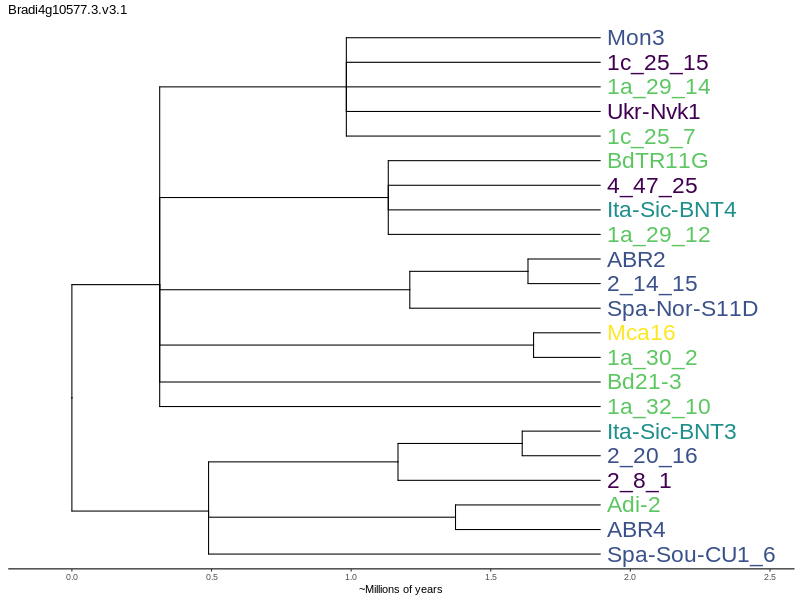 Bradi4g10577.3.v3.1
Mon3
1c_25_15
1a_29_14
Ukr-Nvk1
1c_25_7
BdTR11G
4_47_25
Ita-Sic-BNT4
1a_29_12
ABR2
2_14_15
Spa-Nor-S11D
Mca16
1a_30_2
Bd21-3
1a_32_10
Ita-Sic-BNT3
2_20_16
2_8_1
Adi-2
ABR4
Spa-Sou-CU1_6
0.0 0.5 1.0 1.5 2.0 2.5
~Millions of years